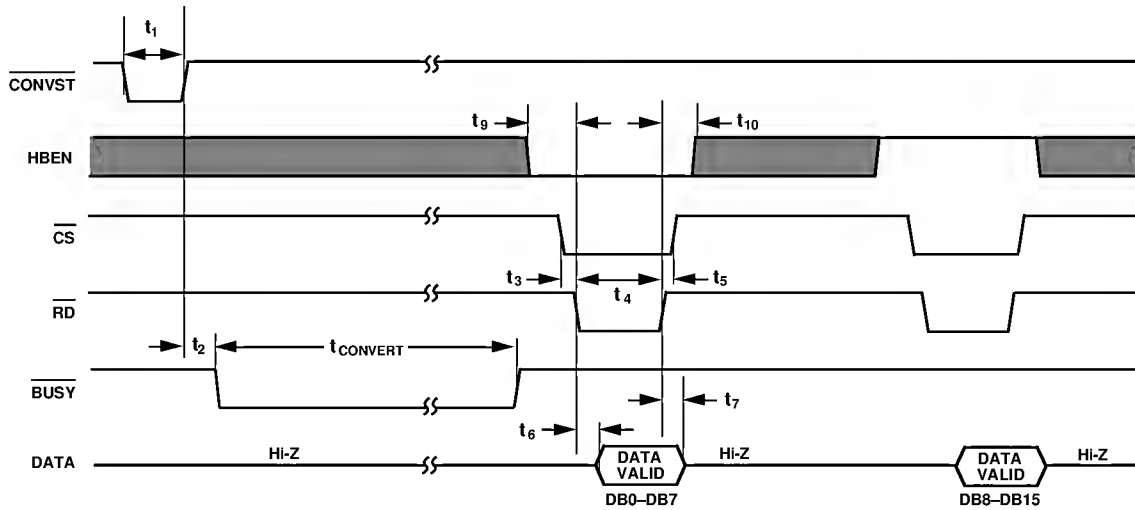 t1
CONVST
t9
t10
HBEN
CS
t3
t4
t5
RD
t2
tCONVERT
BUSY
t7
t6
DATA
Hi-Z
DATA
VALID
Hi-Z
DATA
VALID
Hi-Z
DB0–DB7
DB8–DB15